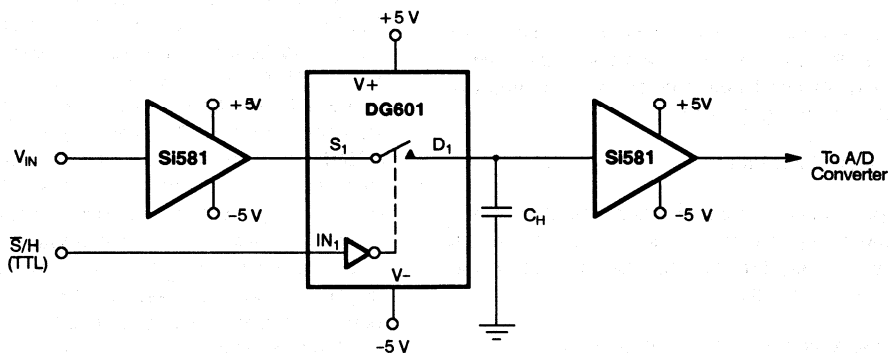 +5 V
V+
DG601
+5V
+5V
VIN
Si581
S1
D1
Si581
To A/D
Converter
-5 V
CH
-5 V
S̅/H
(TTL)
IN1
V-
-5 V